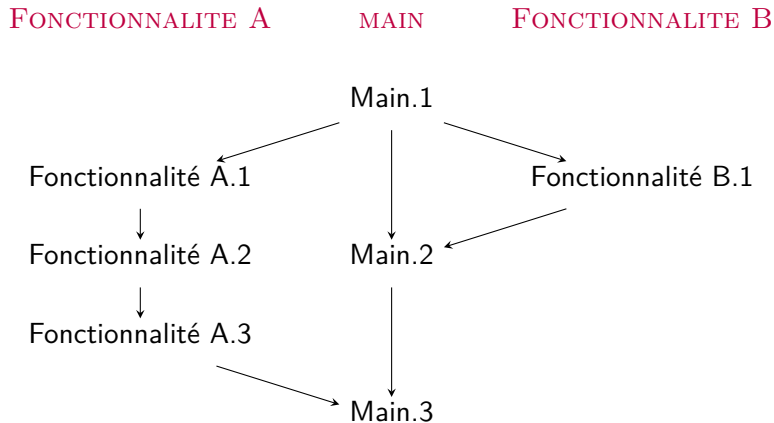 FONCTIONNALITE A MAIN FONCTIONNALITE B
Main.1
Fonctionnalité A.1 Fonctionnalité B.1
Fonctionnalité A.2 Main.2
Fonctionnalité A.3
Main.3